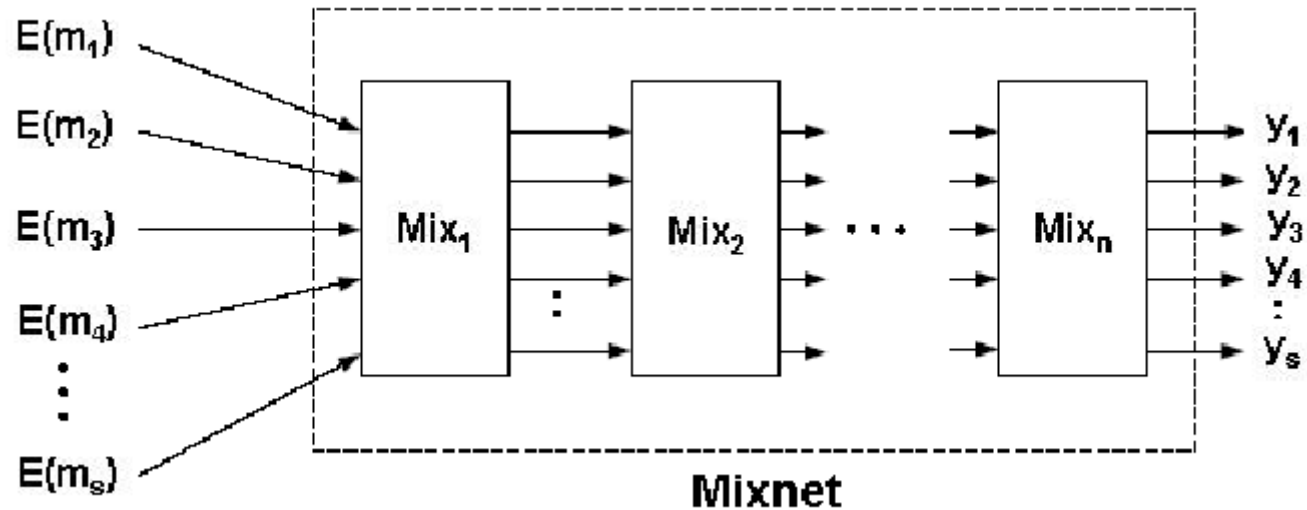 E(m₁)
E(m₂)
E(m₃)
E(m₄)
⋮
E(mₛ)
Mix₁
⋮
Mix₂
⋯
Mixₙ
y₁
y₂
y₃
y₄
⋮
yₛ
Mixnet